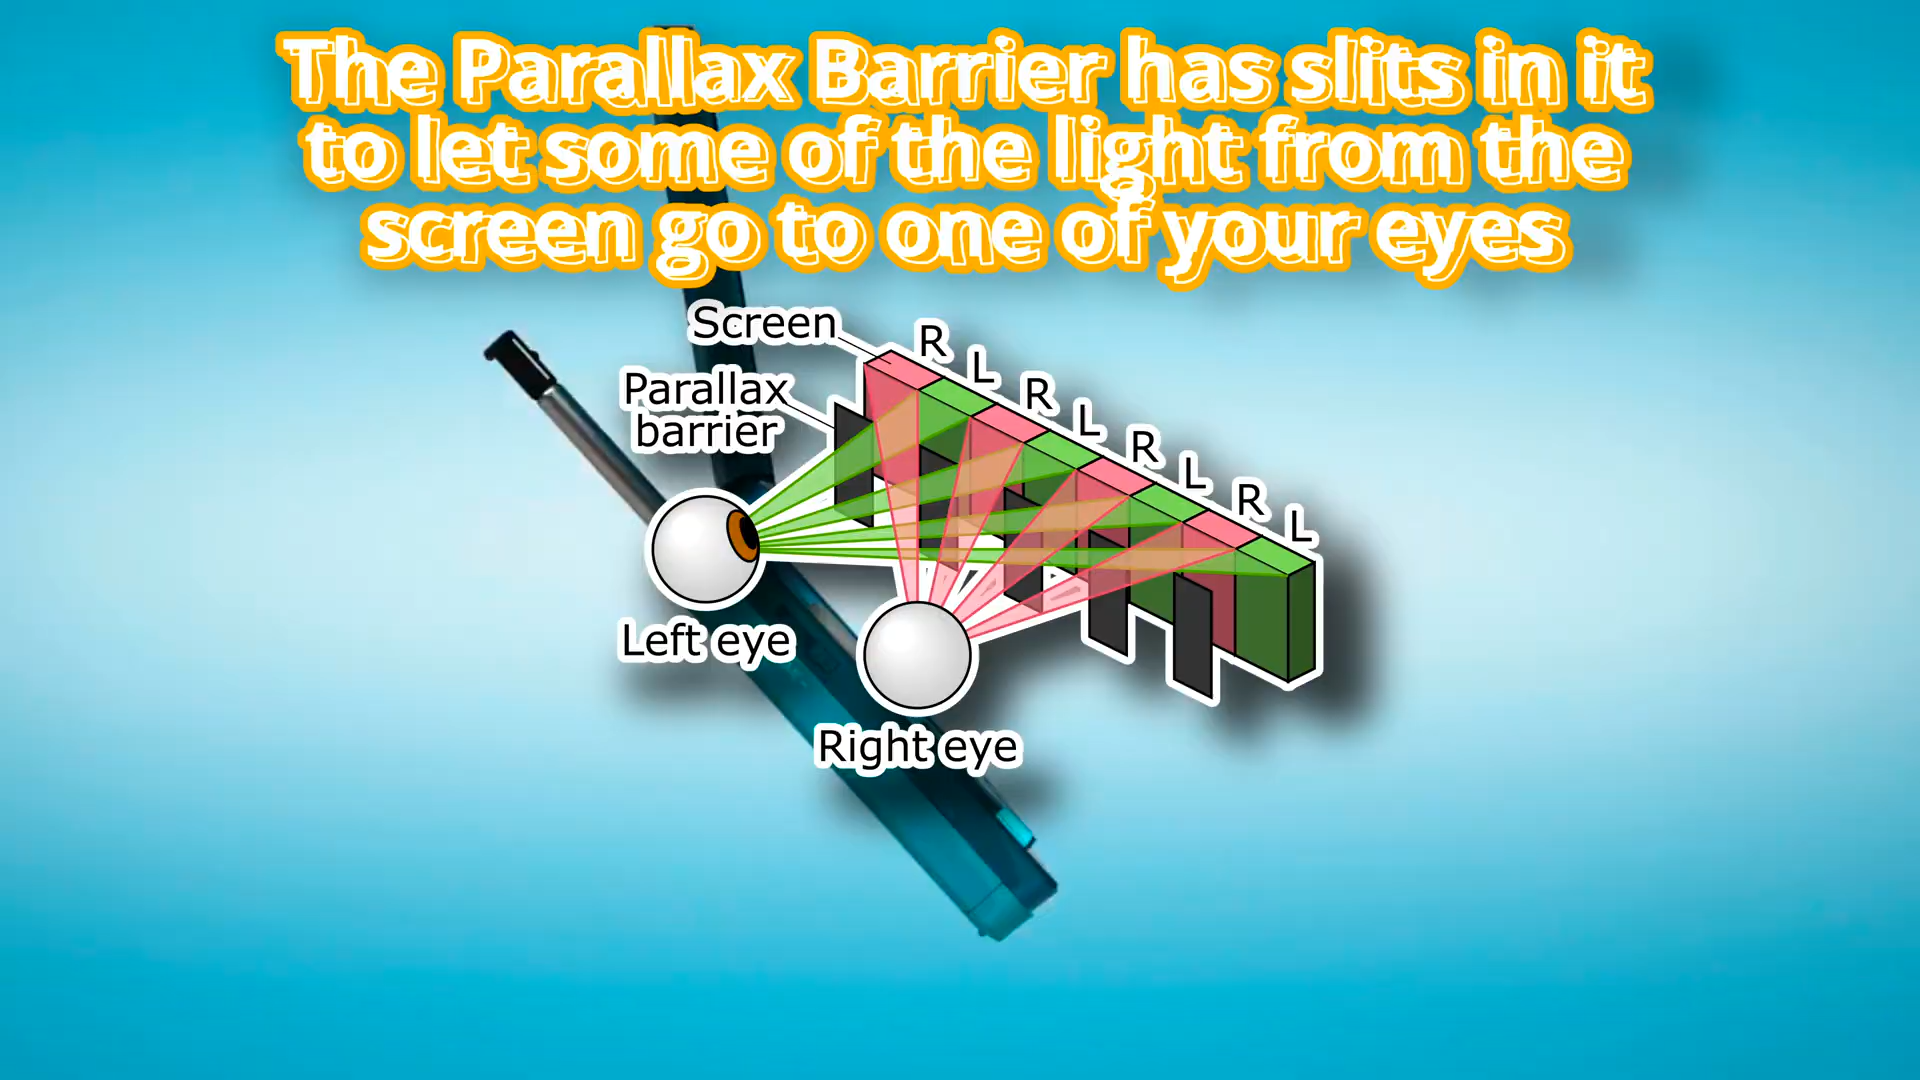 The Parallax Barrier has slits in it
to let some of the light from the
screen go to one of your eyes
Screen
R
L
R
L
R
L
R
L
Parallax
barrier
Left eye
Right eye